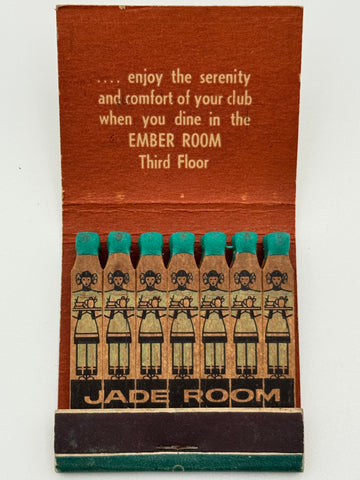 .... enjoy the serenity
and comfort of your club
when you dine in the
EMBER ROOM
Third Floor
JADE ROOM